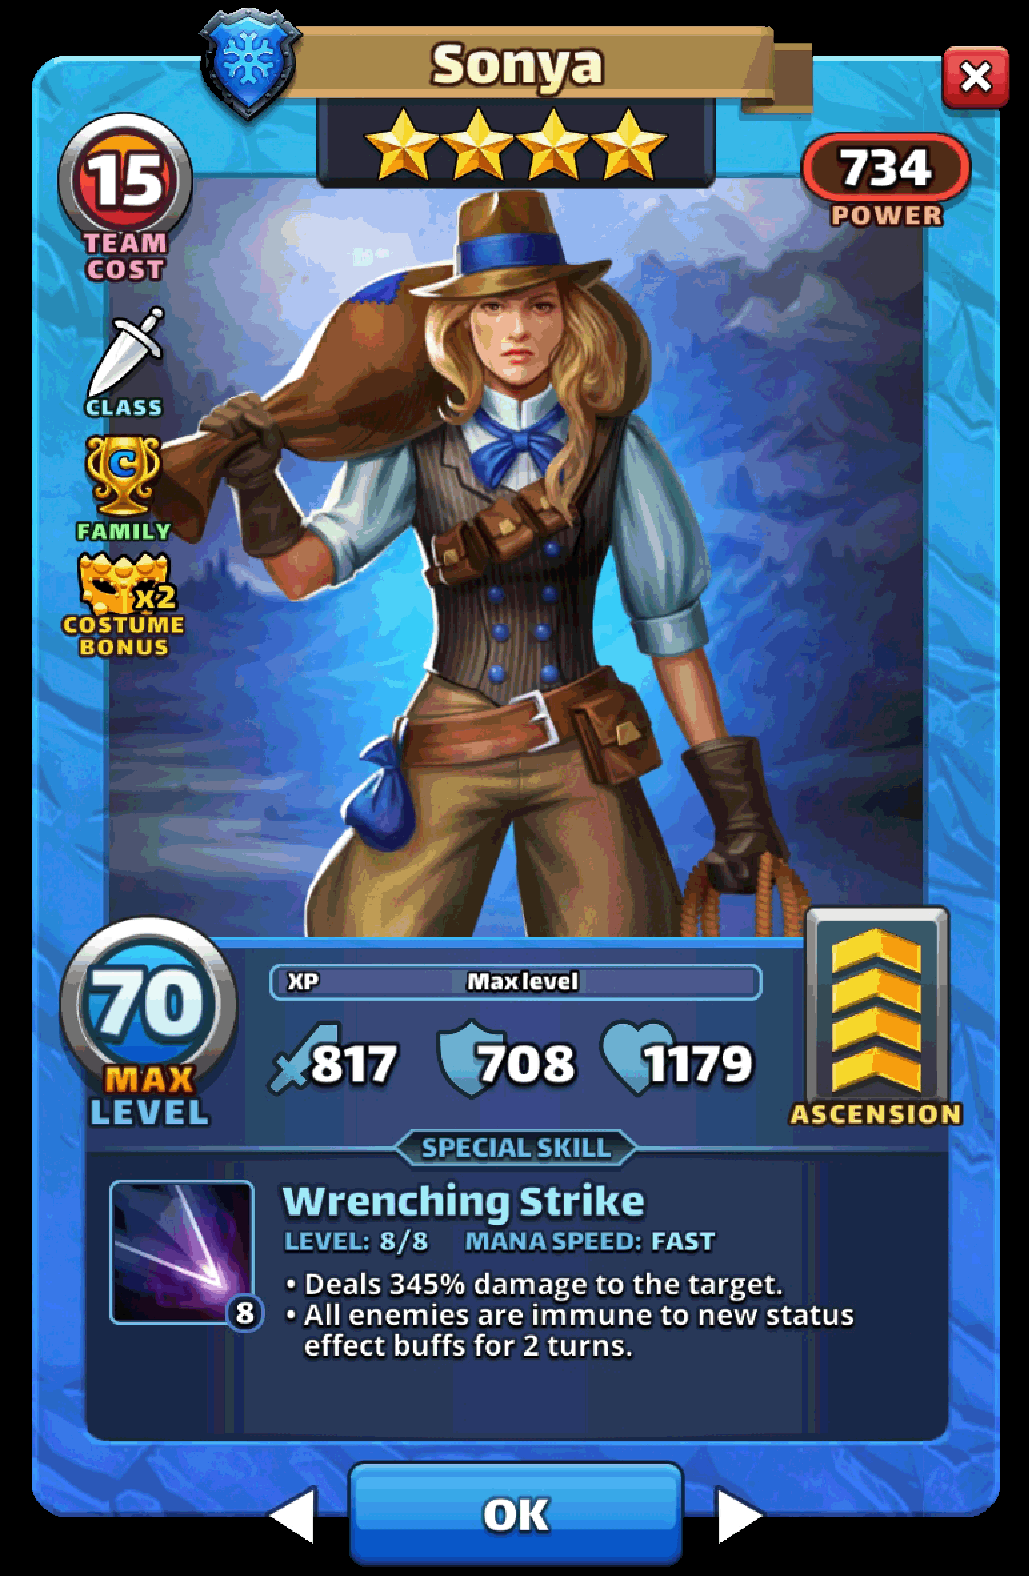 Sonya
15
TEAM
COST
734
POWER
CLASS
C
FAMILY
x2
COSTUME
BONUS
70
MAX
LEVEL
XP Max level
817 708 1179
ASCENSION
SPECIAL SKILL
Wrenching Strike
LEVEL: 8/8 MANA SPEED: FAST
8
• Deals 345% damage to the target.
• All enemies are immune to new status
effect buffs for 2 turns.
OK